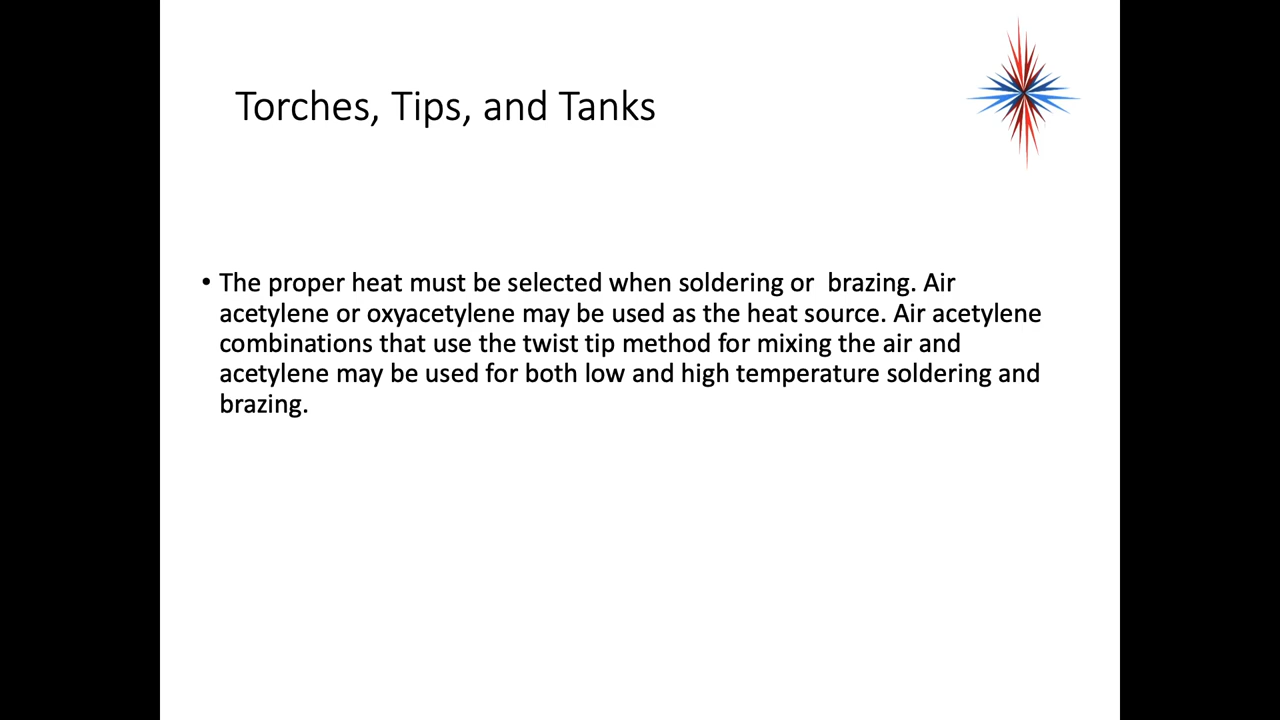 Torches, Tips, and Tanks
• The proper heat must be selected when soldering or  brazing. Air
acetylene or oxyacetylene may be used as the heat source. Air acetylene
combinations that use the twist tip method for mixing the air and
acetylene may be used for both low and high temperature soldering and
brazing.